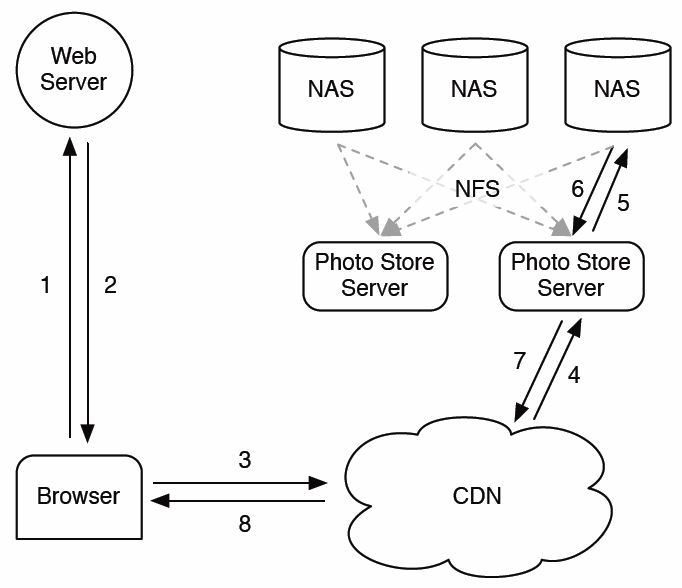 Web
Server
NAS
NAS
NAS
NFS
6
5
Photo Store
Server
Photo Store
Server
1
2
7
4
Browser
3
8
CDN